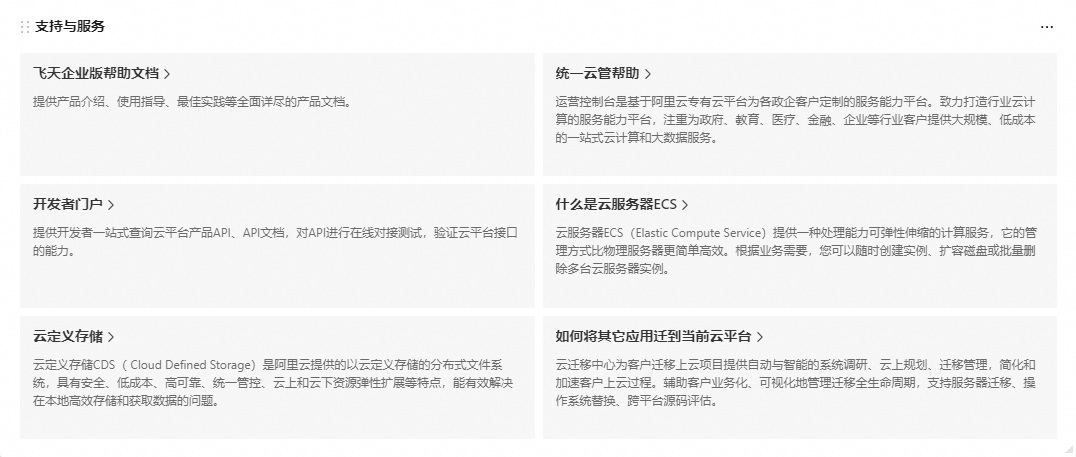 支持与服务
飞天企业版帮助文档
提供产品介绍、使用指导、最佳实践等全面详尽的产品文档。
统一云管帮助
运营控制台是基于阿里云专有云平台为各政企客户定制的服务能力平台。致力打造行业云计
算的服务能力平台，注重为政府、教育、医疗、金融、企业等行业客户提供大规模、低成本
的一站式云计算和大数据服务。
开发者门户
提供开发者一站式查询云平台产品API、API文档，对API进行在线对接测试，验证云平台接口
的能力。
什么是云服务器ECS
云服务器ECS（Elastic Compute Service）提供一种处理能力可弹性伸缩的计算服务，它的管
理方式比物理服务器更简单高效。根据业务需要，您可以随时创建实例、扩容磁盘或批量删
除多台云服务器实例。
云定义存储
云定义存储CDS（ Cloud Defined Storage）是阿里云提供的以云定义存储的分布式文件系
统，具有安全、低成本、高可靠、统一管控、云上和云下资源弹性扩展等特点，能有效解决
在本地高效存储和获取数据的问题。
如何将其它应用迁到当前云平台
云迁移中心为客户迁移上云项目提供自动与智能的系统调研、云上规划、迁移管理，简化和
加速客户上云过程。辅助客户业务化、可视化地管理迁移全生命周期，支持服务器迁移、操
作系统替换、跨平台源码评估。